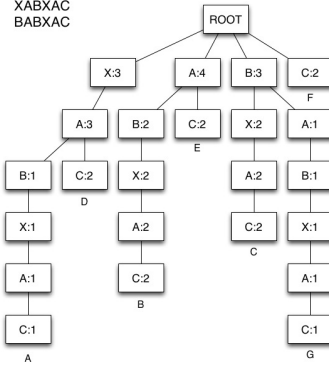 XABXAC
BABXAC
ROOT
X:3 A:4 B:3 C:2
F
A:3 B:2 C:2 X:2 A:1
E
B:1 C:2 X:2 A:2 B:1
D
X:1 A:2 C:2 X:1
C
A:1 C:2 A:1
B
C:1 C:1
A G